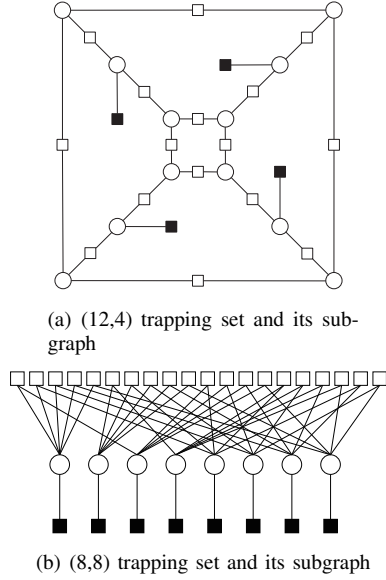 (a) (12,4) trapping set and its sub-
graph
(b) (8,8) trapping set and its subgraph